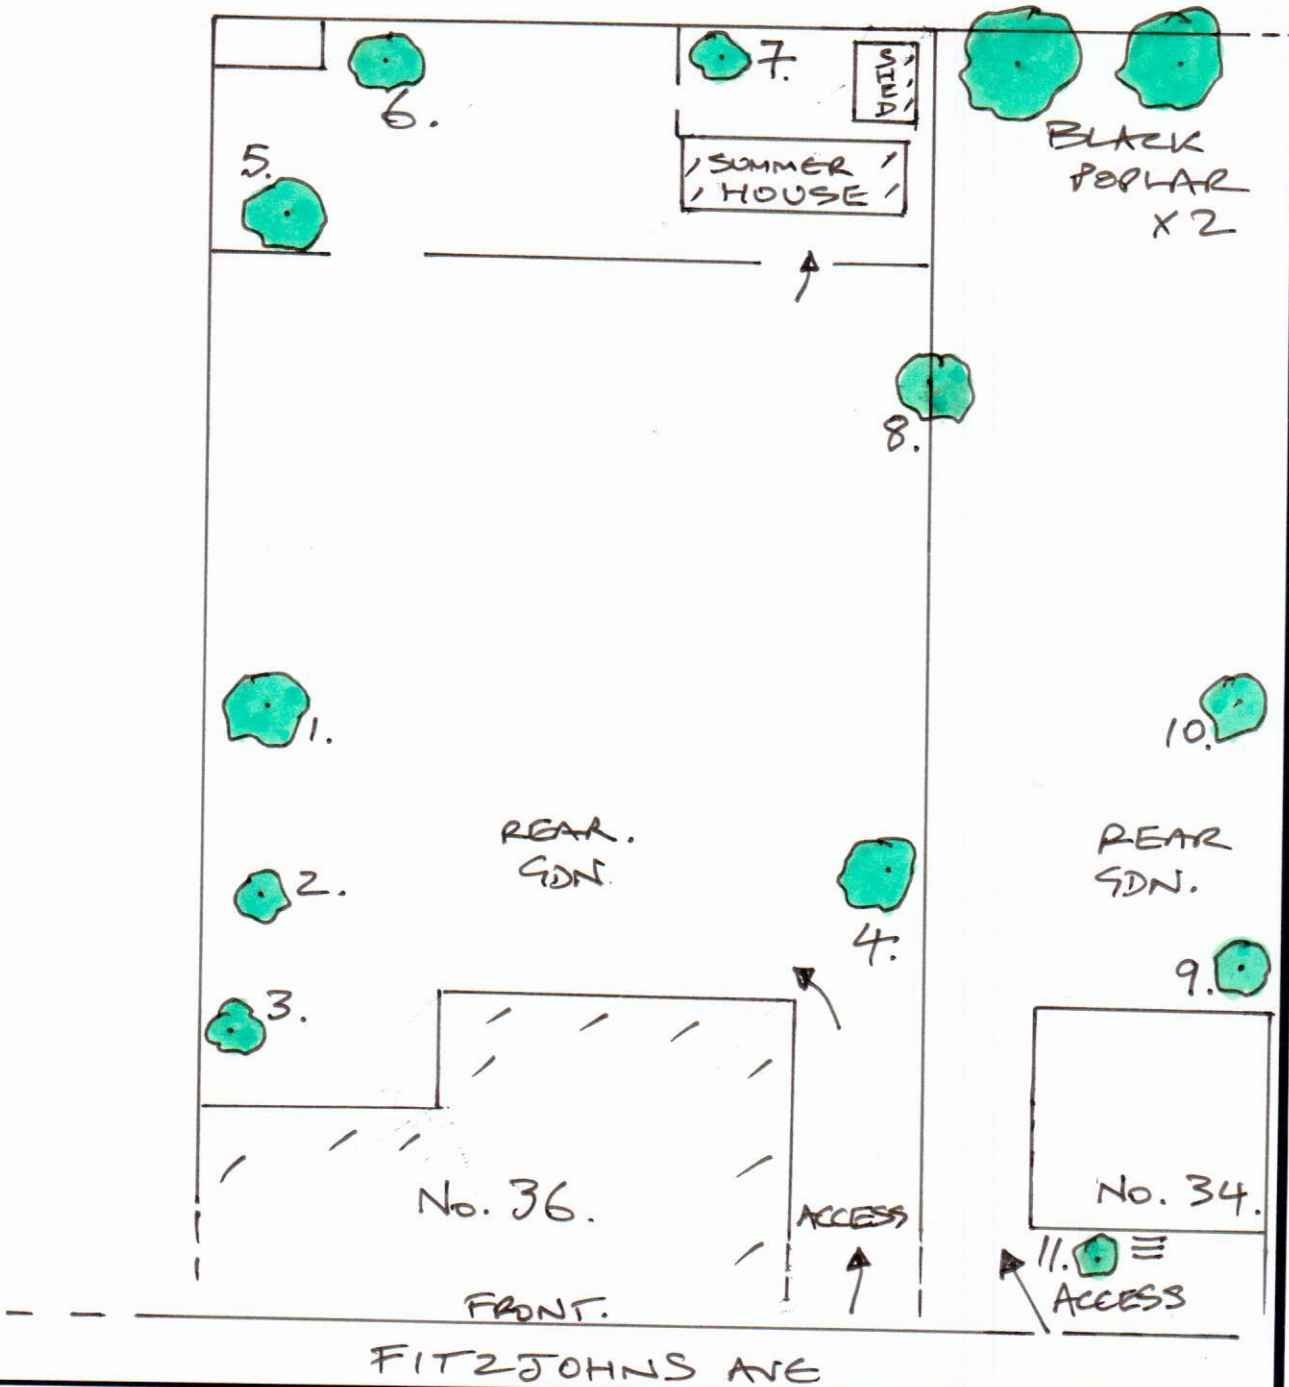 6.
7.
SHED
SUMMER
HOUSE
BLACK
POPLAR
X 2
5.
8.
1.
10.
REAR.
GDN.
REAR
GDN.
2.
4.
9.
3.
No. 36.
ACCESS
No. 34.
11.
ACCESS
FRONT.
FITZJOHNS AVE